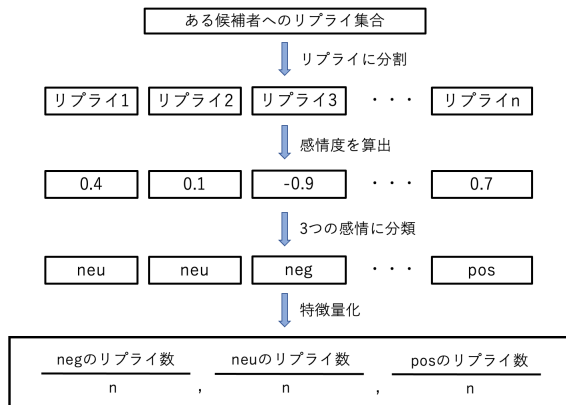 ある候補者へのリプライ集合
リプライに分割
リプライ1 リプライ2 リプライ3 ・・・ リプライn
感情度を算出
0.4 0.1 -0.9 ・・・ 0.7
3つの感情に分類
neu neu neg ・・・ pos
特徴量化
negのリプライ数 neuのリプライ数 posのリプライ数
n , n , n